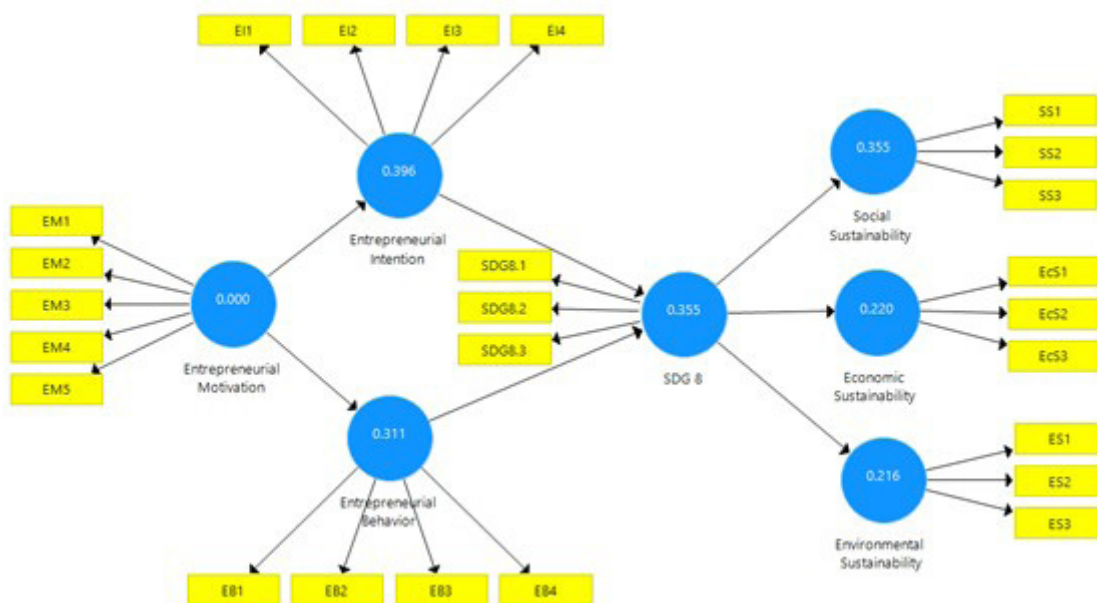 EI1
EI2
EI3
EI4
0.396
Entrepreneurial
Intention
EM1
EM2
EM3
EM4
EM5
0.000
Entrepreneurial
Motivation
SDG8.1
SDG8.2
SDG8.3
0.355
SDG 8
0.311
Entrepreneurial
Behavior
EB1
EB2
EB3
EB4
0.355
Social
Sustainability
SS1
SS2
SS3
0.220
Economic
Sustainability
EcS1
EcS2
EcS3
0.216
Environmental
Sustainability
ES1
ES2
ES3